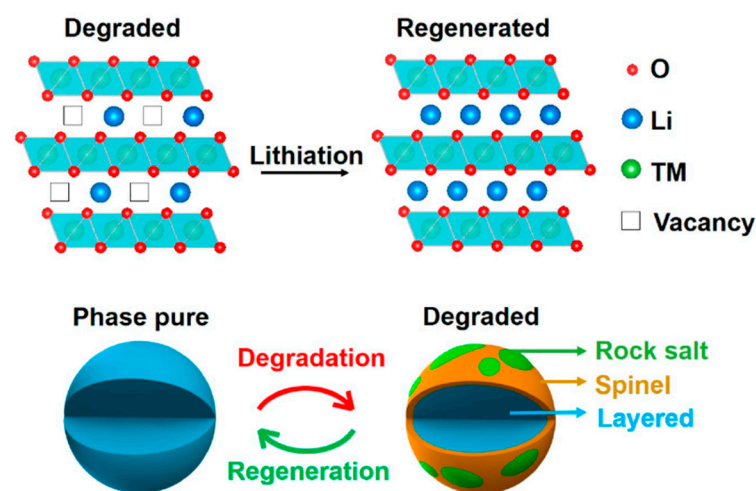 Degraded
Regenerated
O
Li
Lithiation
TM
Vacancy
Phase pure
Degraded
Degradation
Regeneration
Rock salt
Spinel
Layered